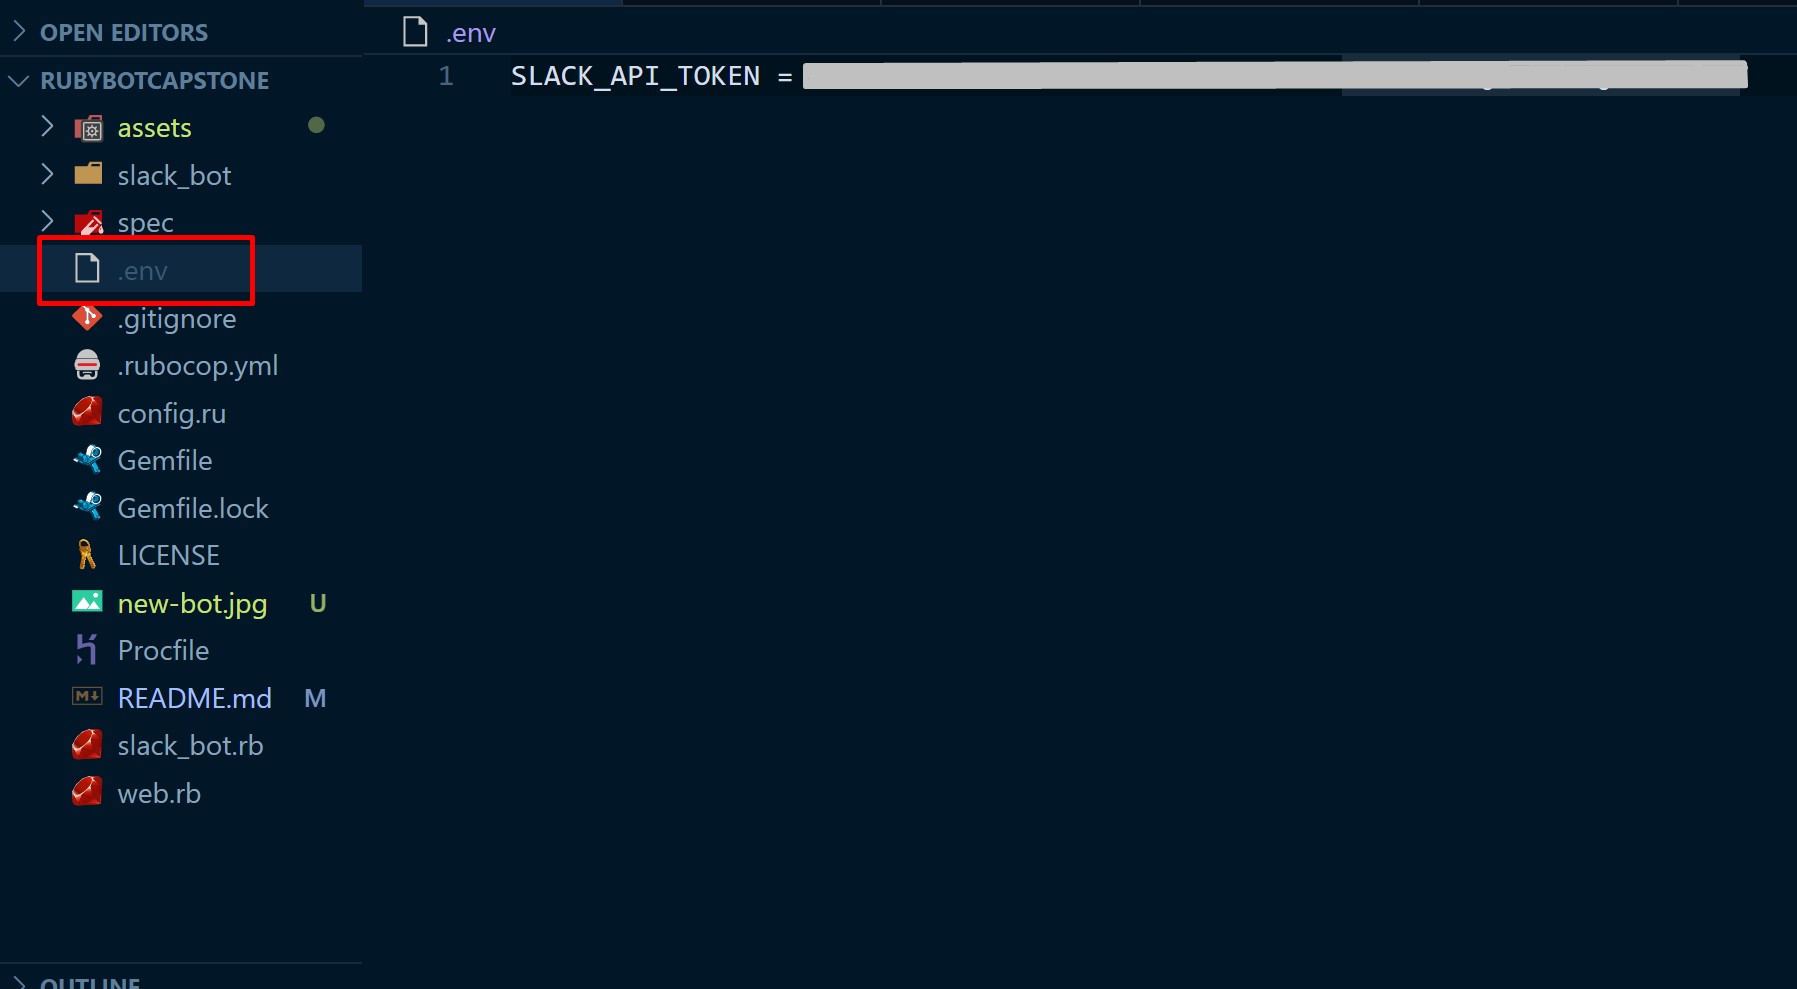 OPEN EDITORS
RUBYBOTCAPSTONE
assets
slack_bot
spec
.env
.gitignore
.rubocop.yml
config.ru
Gemfile
Gemfile.lock
LICENSE
new-bot.jpg U
Procfile
README.md M
slack_bot.rb
web.rb
OUTLINE
.env
1 SLACK_API_TOKEN =